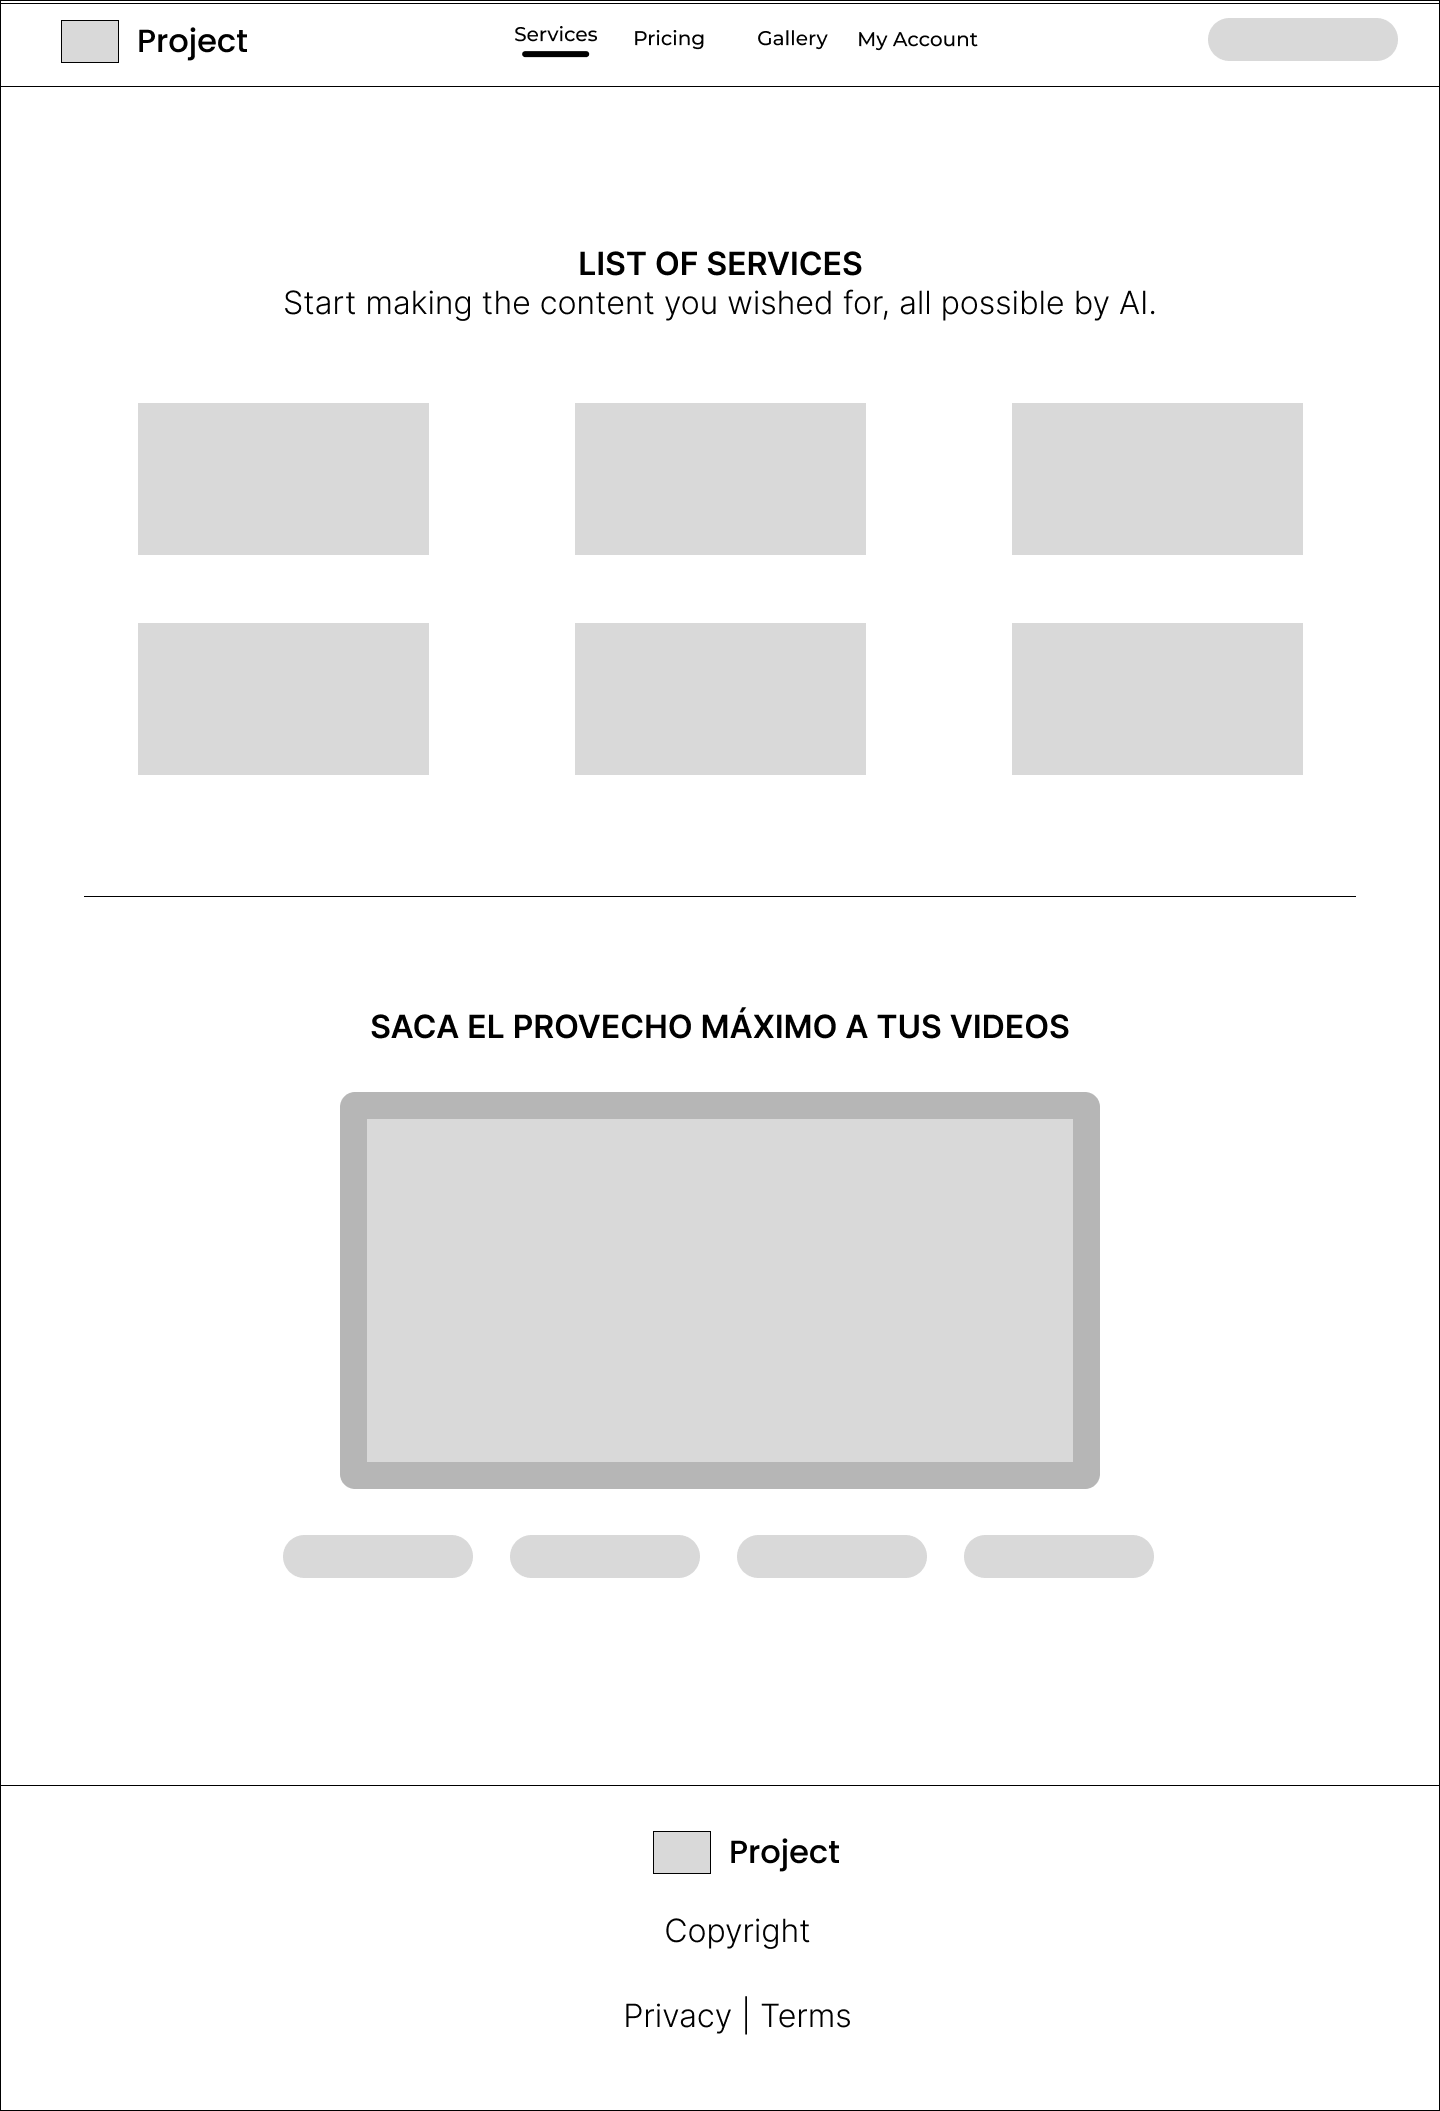 Project
Services Pricing Gallery My Account
LIST OF SERVICES
Start making the content you wished for, all possible by AI.
SACA EL PROVECHO MÁXIMO A TUS VIDEOS
Project
Copyright
Privacy | Terms